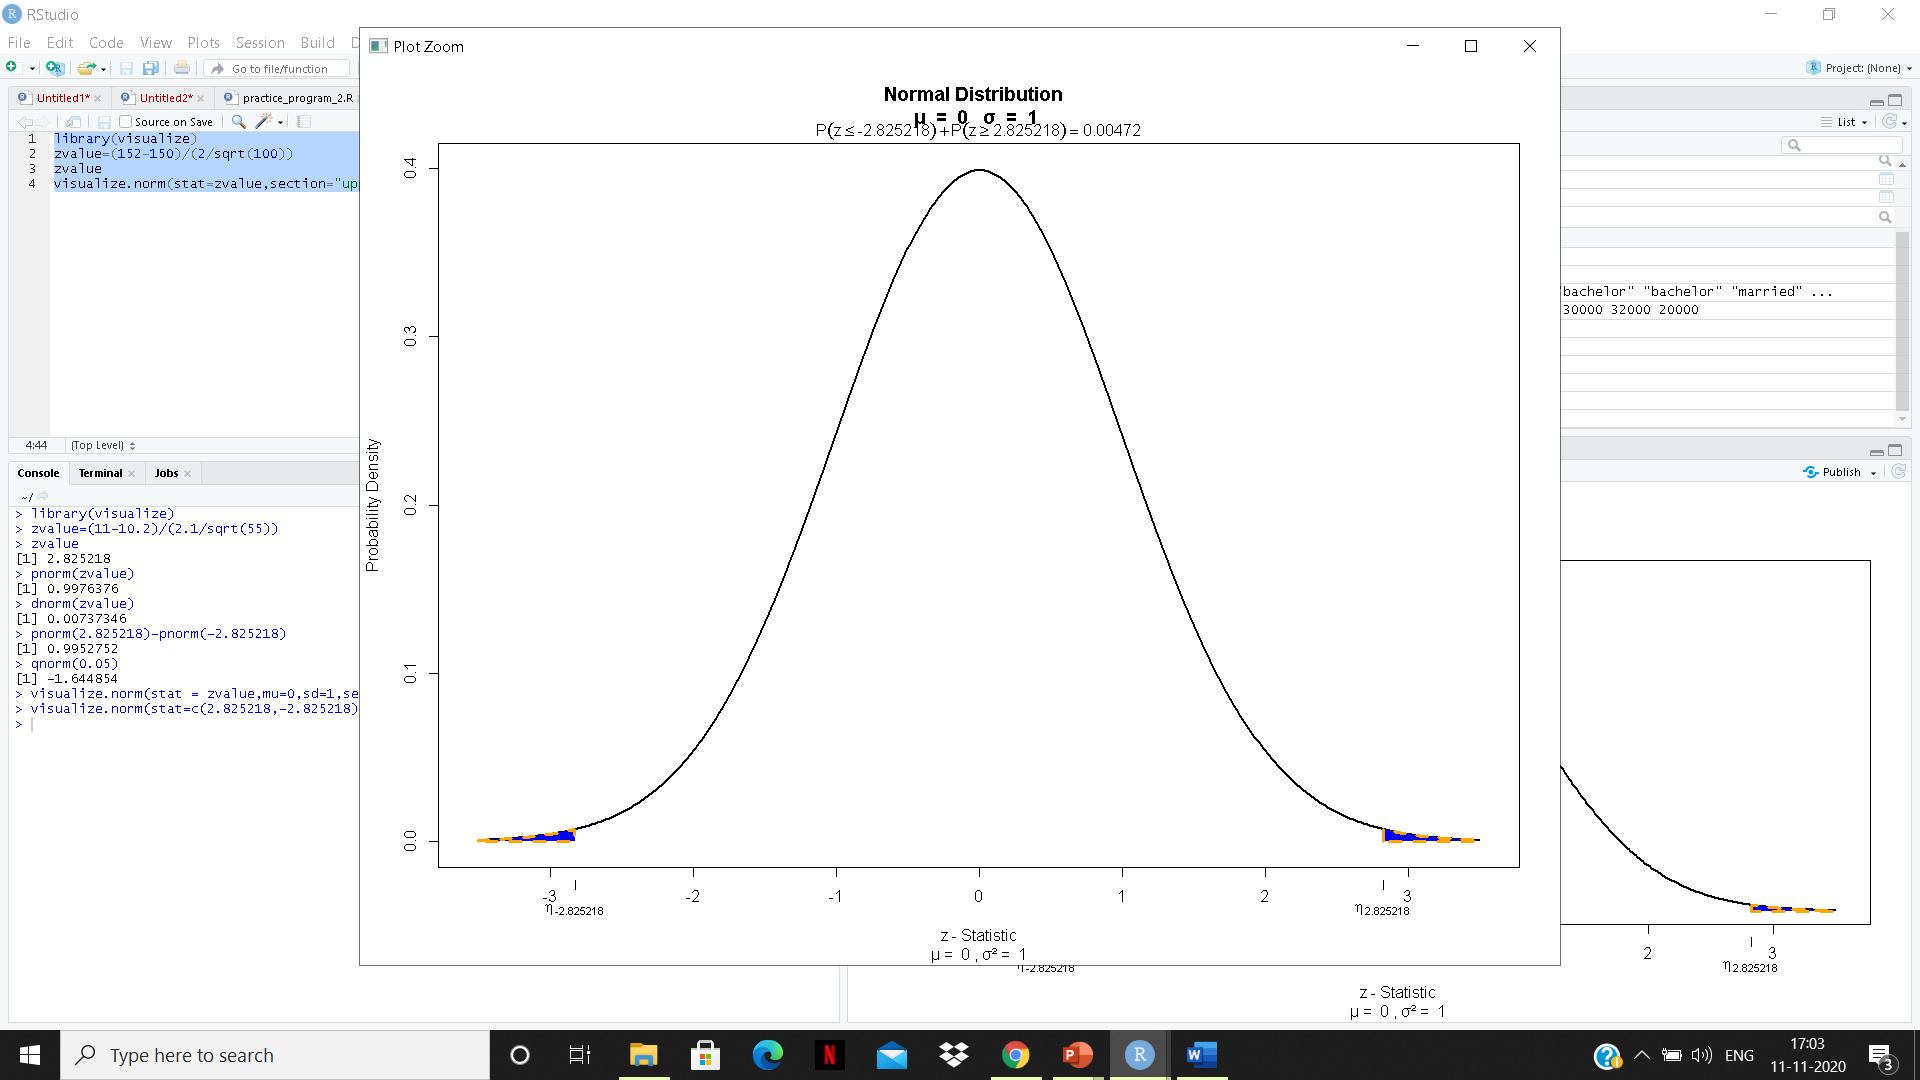 RStudio
File Edit Code View Plots Session Build D
Go to file/function
Project: (None)
Untitled1* Untitled2* practice_program_2.R
Source on Save
1 library(visualize)
2 zvalue=(152-150)/(2/sqrt(100))
3 zvalue
4 visualize.norm(stat=zvalue,section="up
4:44 (Top Level)
Console Terminal Jobs
~/
> library(visualize)
> zvalue=(11-10.2)/(2.1/sqrt(55))
> zvalue
[1] 2.825218
> pnorm(zvalue)
[1] 0.9976376
> dnorm(zvalue)
[1] 0.00737346
> pnorm(2.825218)-pnorm(-2.825218)
[1] 0.9952752
> qnorm(0.05)
[1] -1.644854
> visualize.norm(stat = zvalue,mu=0,sd=1,se
> visualize.norm(stat=c(2.825218,-2.825218)
>
Plot Zoom
Normal Distribution
μ = 0 σ = 1
P(z ≤ -2.825218) + P(z ≥ 2.825218) = 0.00472
Probability Density
0.4
0.3
0.2
0.1
0.0
-3 -2 -1 0 1 2 3
η-2.825218 η2.825218
z - Statistic
μ = 0 , σ² = 1
List
"bachelor" "bachelor" "married" ...
30000 32000 20000
Publish
2 3
η-2.825218 η2.825218
z - Statistic
μ = 0 , σ² = 1
Type here to search
ENG
17:03
11-11-2020
3